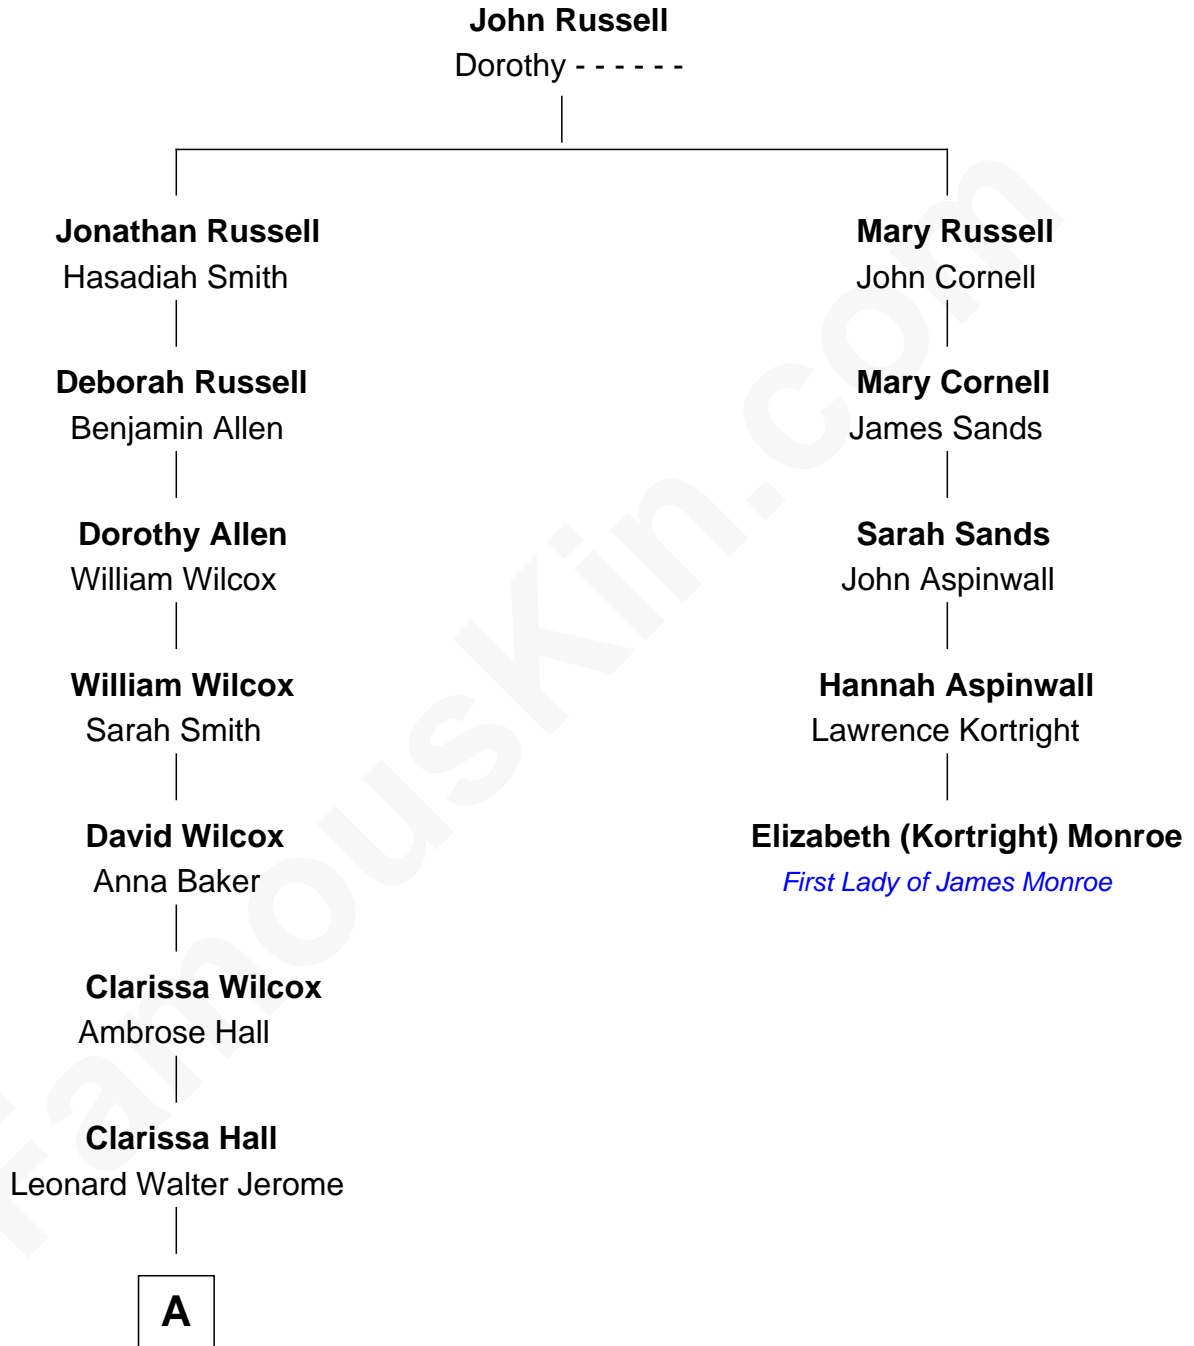 John Russell
Dorothy - - - - - -
Jonathan Russell
Hasadiah Smith
Mary Russell
John Cornell
Deborah Russell
Benjamin Allen
Mary Cornell
James Sands
Dorothy Allen
William Wilcox
Sarah Sands
John Aspinwall
William Wilcox
Sarah Smith
Hannah Aspinwall
Lawrence Kortright
David Wilcox
Anna Baker
Elizabeth (Kortright) Monroe
First Lady of James Monroe
Clarissa Wilcox
Ambrose Hall
Clarissa Hall
Leonard Walter Jerome
A
FamousKin.com